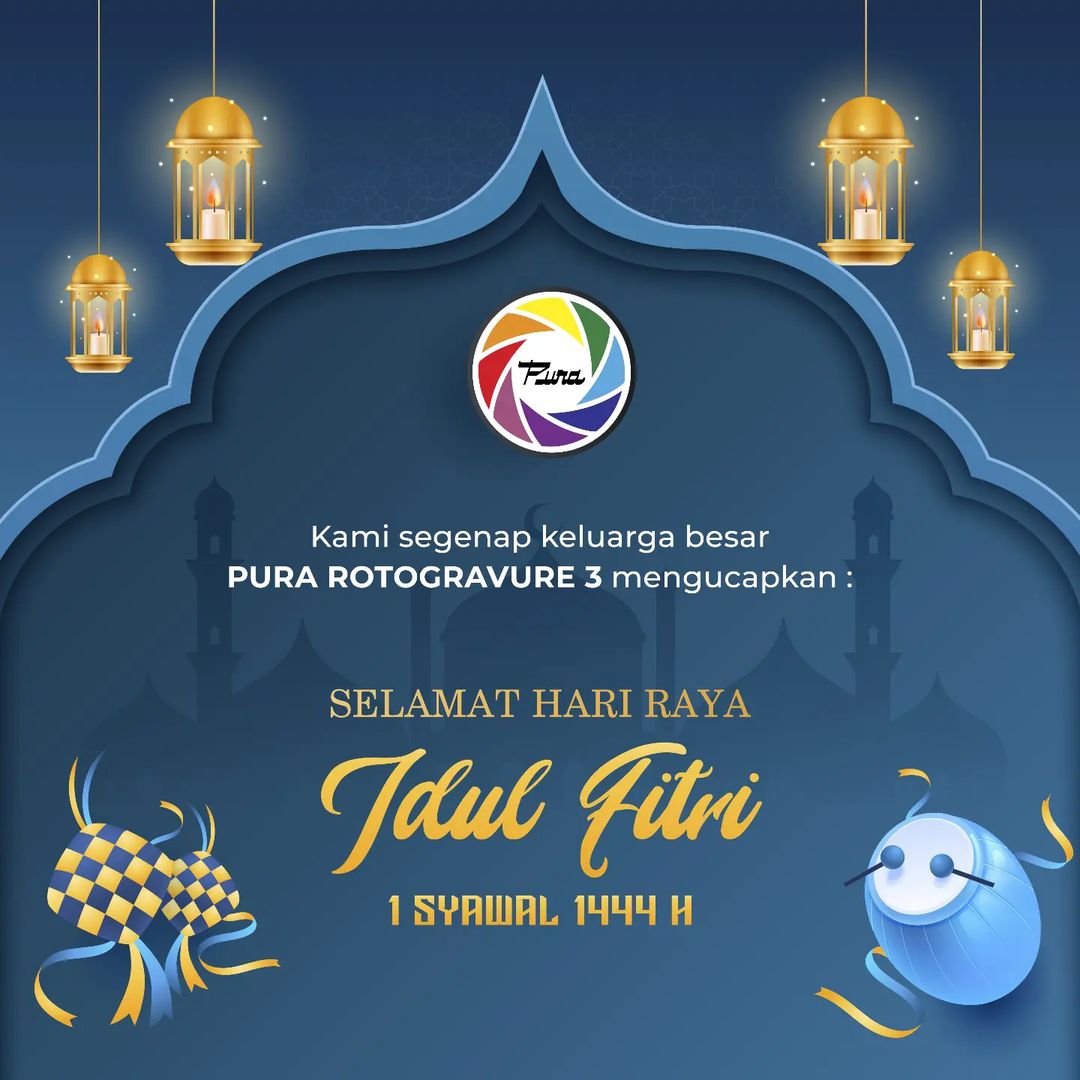 Pura
Kami segenap keluarga besar
PURA ROTOGRAVURE 3 mengucapkan :
SELAMAT HARI RAYA
Idul Fitri
1 SYAWAL 1444 H